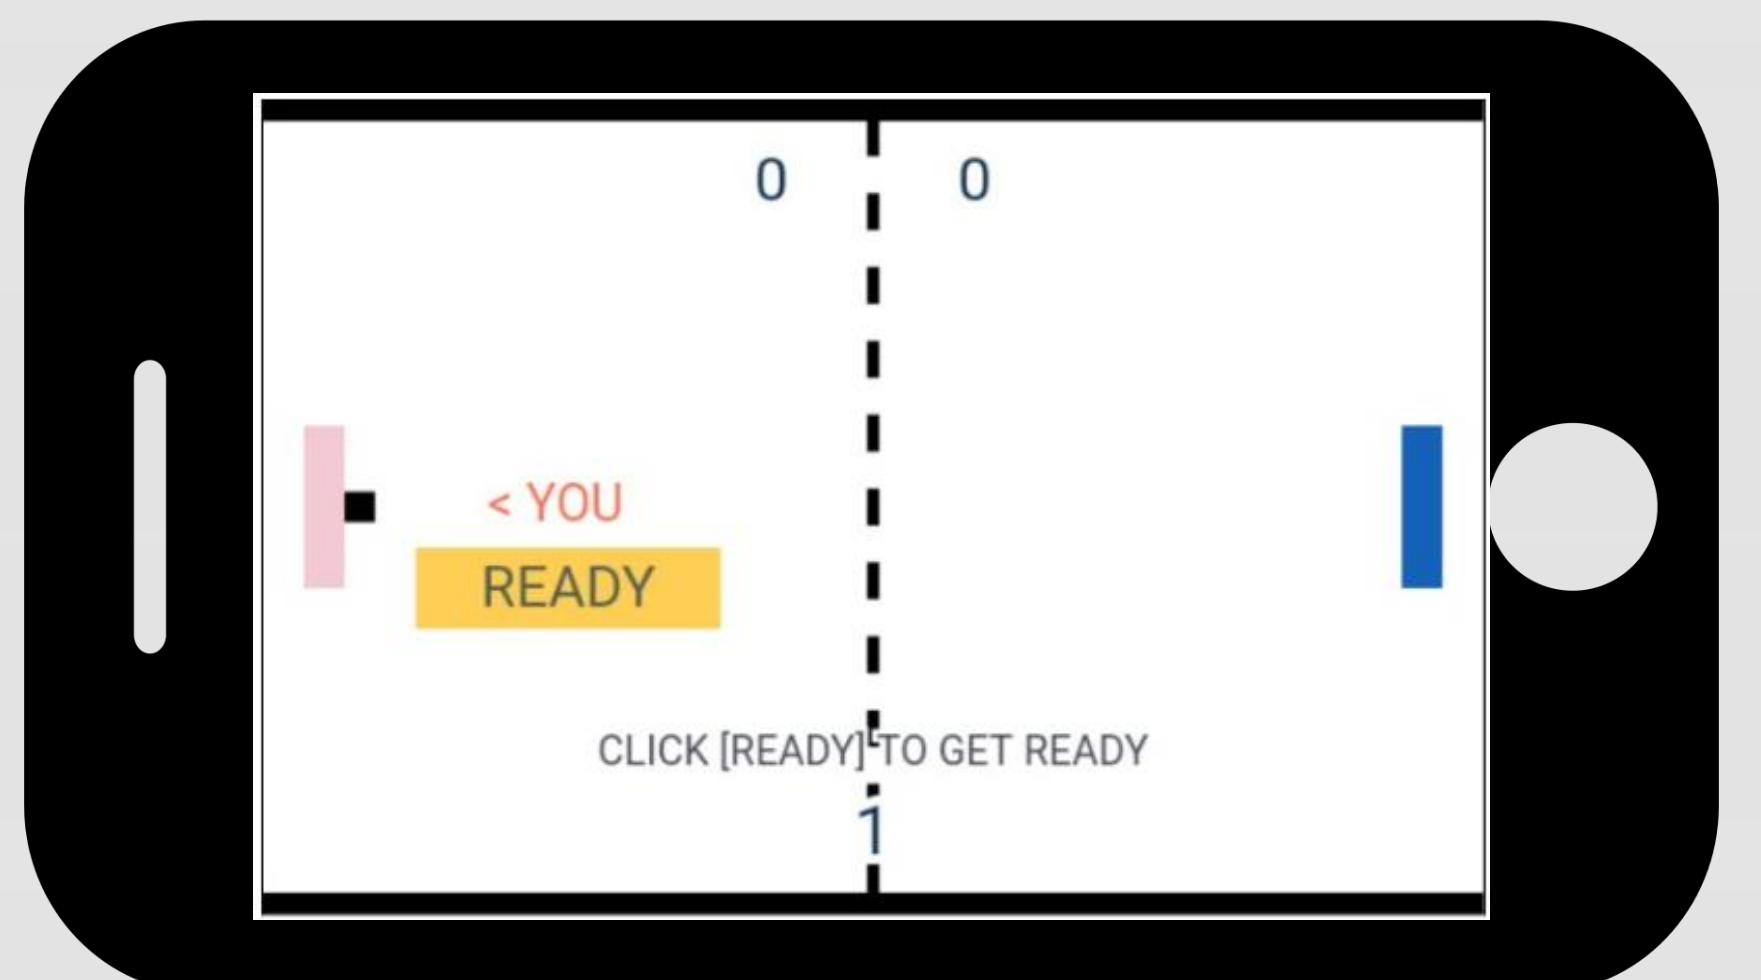 0 0
< YOU
READY
CLICK [READY] TO GET READY
1